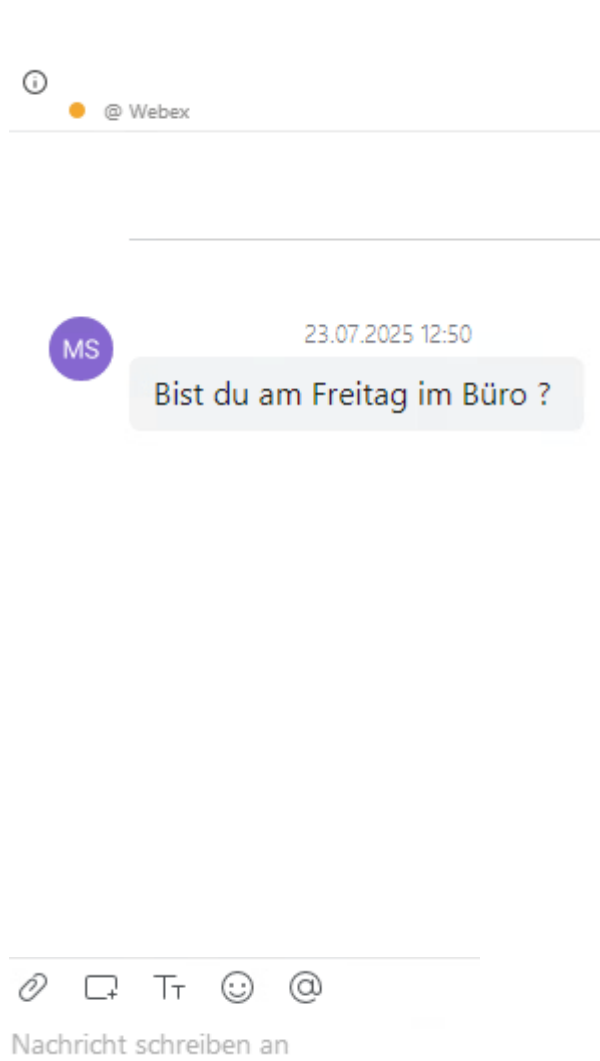 @ Webex
23.07.2025 12:50
MS
Bist du am Freitag im Büro ?
Nachricht schreiben an